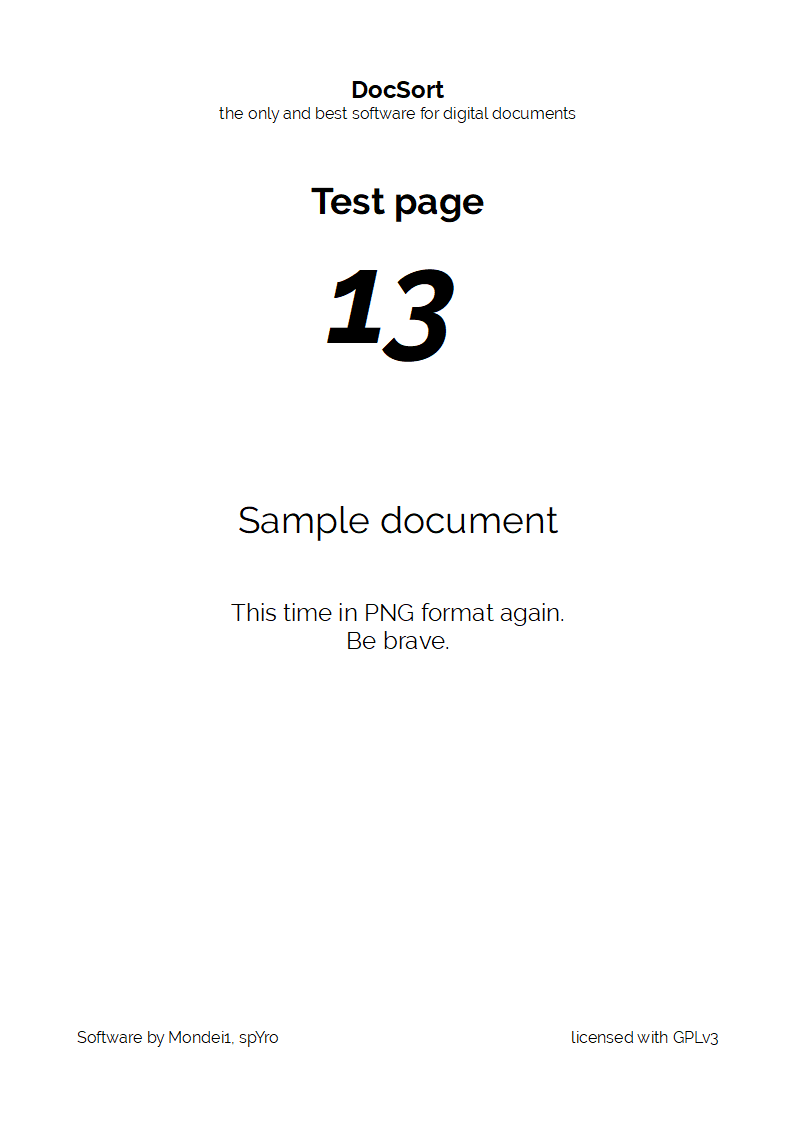 DocSort
the only and best software for digital documents
Test page
13
Sample document
This time in PNG format again.
Be brave.
Software by Mondei1, spYro
licensed with GPLv3